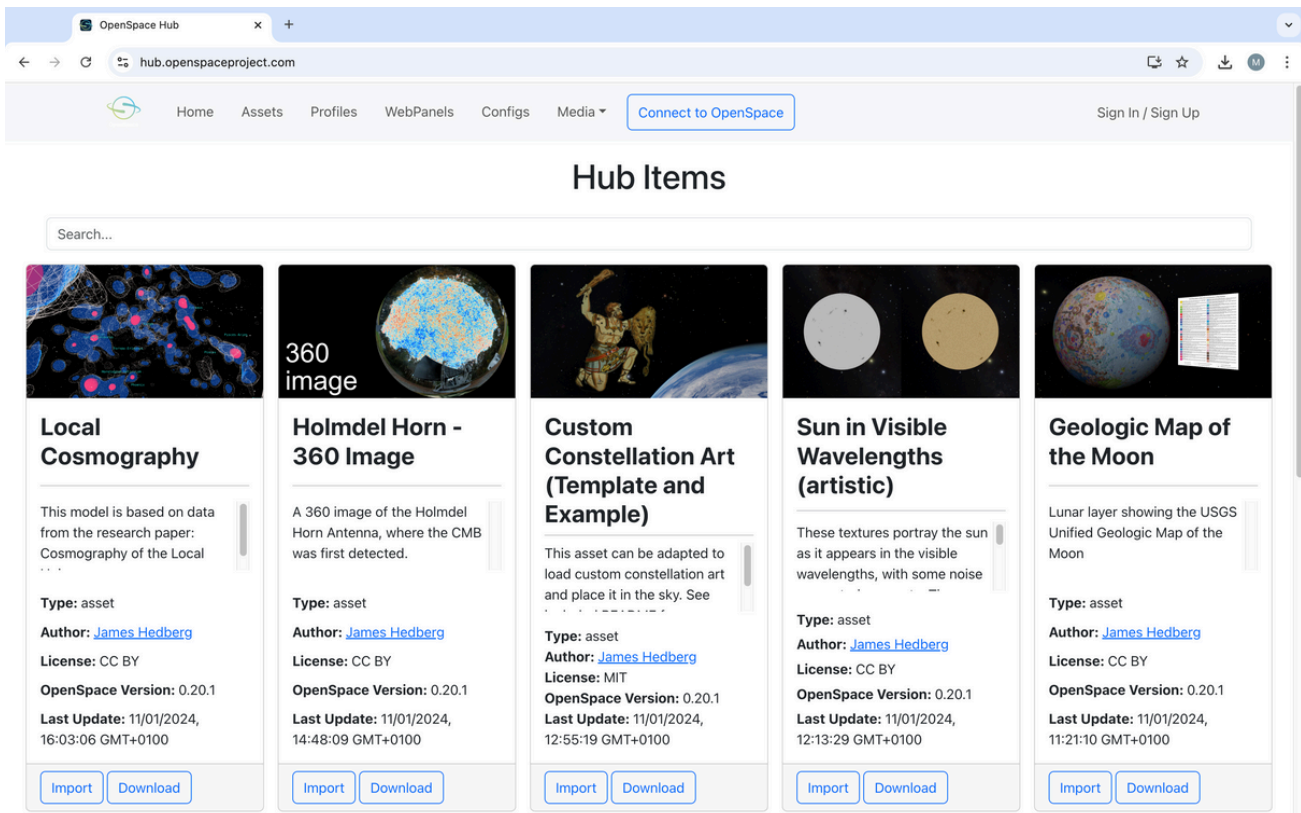 OpenSpace Hub
hub.openspaceproject.com
M
Home Assets Profiles WebPanels Configs Media Connect to OpenSpace Sign In / Sign Up
Hub Items
Search...
360
image
Local
Cosmography
This model is based on data
from the research paper:
Cosmography of the Local
Type: asset
Author: James Hedberg
License: CC BY
OpenSpace Version: 0.20.1
Last Update: 11/01/2024,
16:03:06 GMT+0100
Import Download
Holmdel Horn -
360 Image
A 360 image of the Holmdel
Horn Antenna, where the CMB
was first detected.
Type: asset
Author: James Hedberg
License: CC BY
OpenSpace Version: 0.20.1
Last Update: 11/01/2024,
14:48:09 GMT+0100
Import Download
Custom
Constellation Art
(Template and
Example)
This asset can be adapted to
load custom constellation art
and place it in the sky. See
Type: asset
Author: James Hedberg
License: MIT
OpenSpace Version: 0.20.1
Last Update: 11/01/2024,
12:55:19 GMT+0100
Import Download
Sun in Visible
Wavelengths
(artistic)
These textures portray the sun
as it appears in the visible
wavelengths, with some noise
Type: asset
Author: James Hedberg
License: CC BY
OpenSpace Version: 0.20.1
Last Update: 11/01/2024,
12:13:29 GMT+0100
Import Download
Geologic Map of
the Moon
Lunar layer showing the USGS
Unified Geologic Map of the
Moon
Type: asset
Author: James Hedberg
License: CC BY
OpenSpace Version: 0.20.1
Last Update: 11/01/2024,
11:21:10 GMT+0100
Import Download